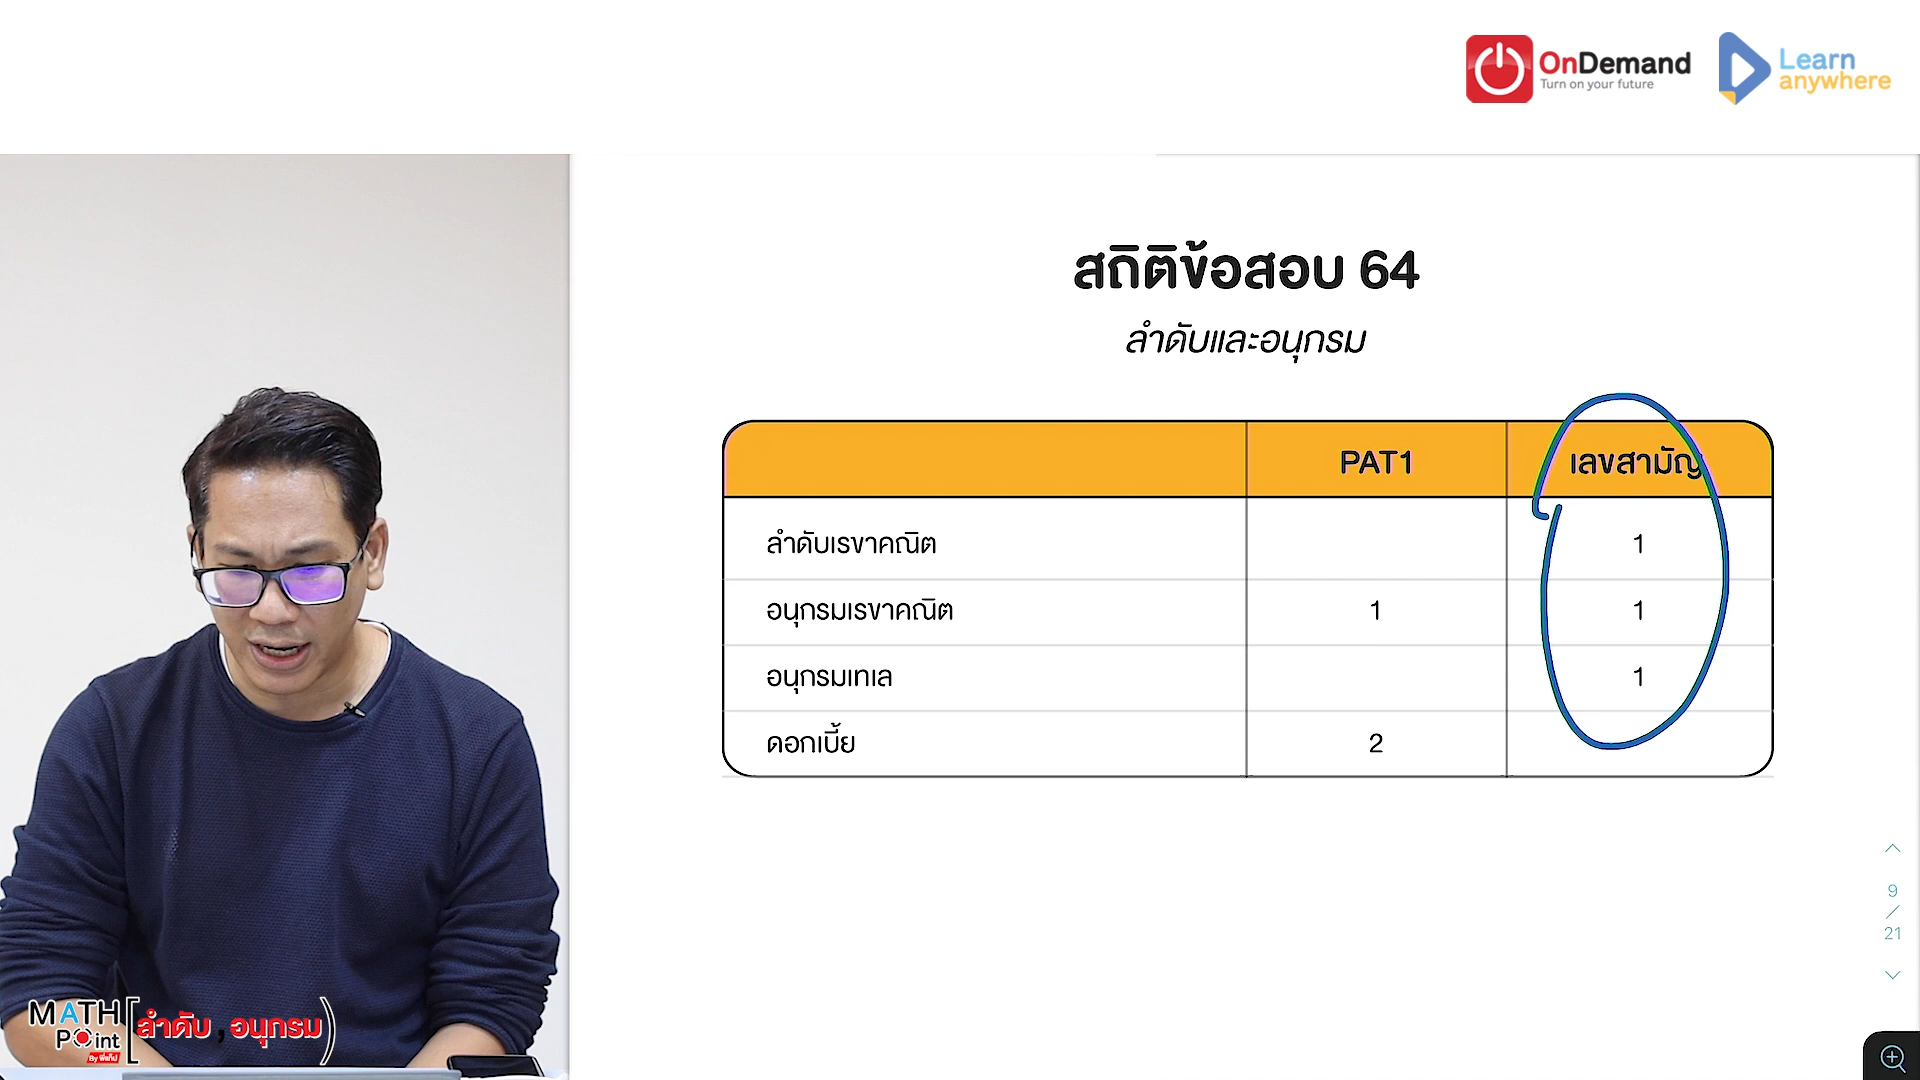 OnDemand
Turn on your future
Learn
anywhere
สถิติข้อสอบ 64
ลำดับและอนุกรม
PAT1 เลขสามัญ
ลำดับเรขาคณิต 1
อนุกรมเรขาคณิต 1 1
อนุกรมเทเล 1
ดอกเบี้ย 2
9
/
21
MATH
Point
By พี่แท๊ป
[ลำดับ , อนุกรม)